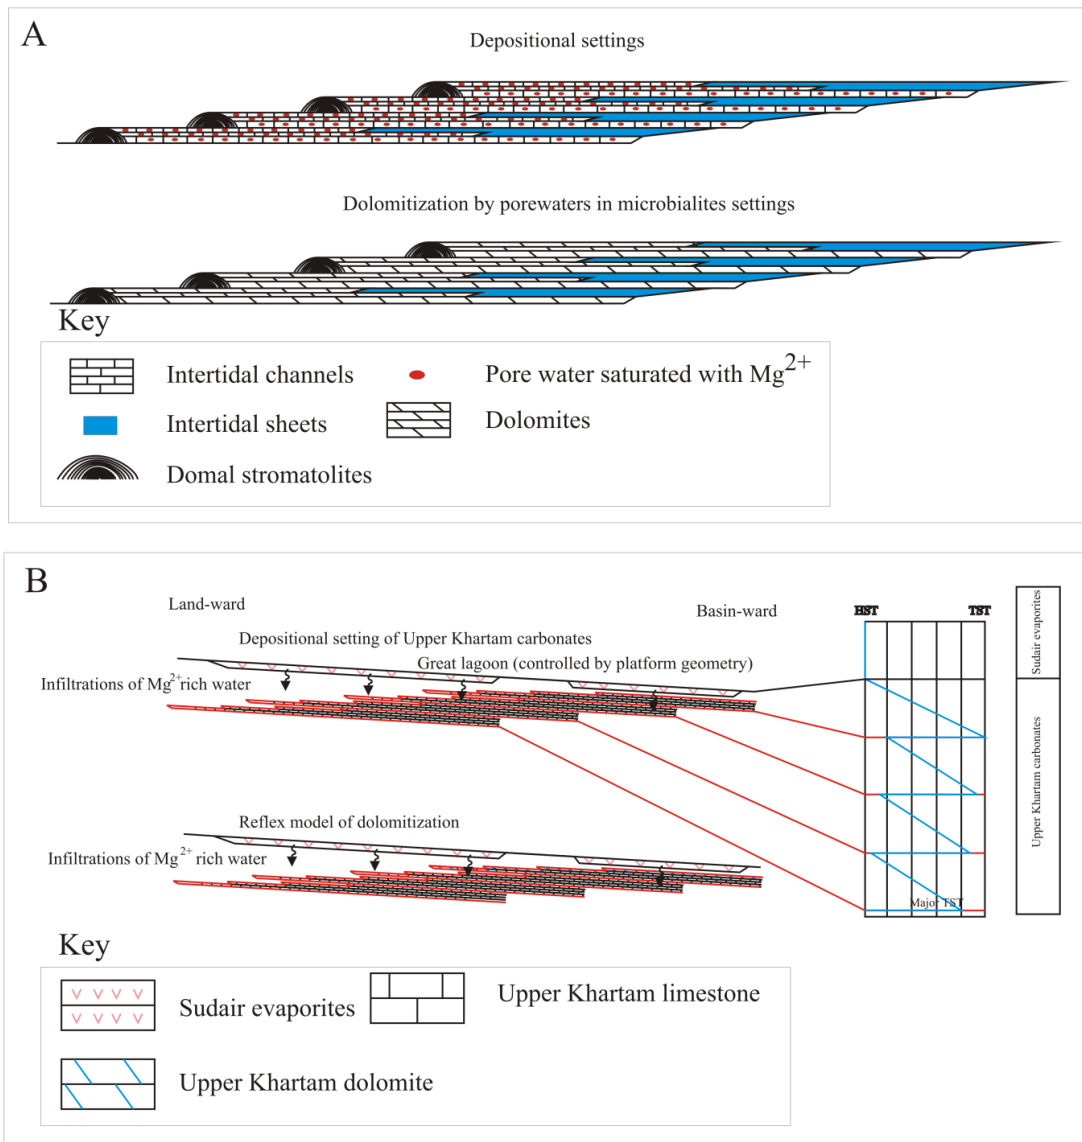 A
Depositional settings
Dolomitization by porewaters in microbialites settings
Key
Intertidal channels
Pore water saturated with Mg2+
Intertidal sheets
Dolomites
Domal stromatolites
B
Land-ward
Basin-ward
HST
TST
Sudair evaporites
Depositional setting of Upper Khartam carbonates
Great lagoon (controlled by platform geometry)
Infiltrations of Mg2+rich water
Upper Khartam carbonates
Reflex model of dolomitization
Infiltrations of Mg2+ rich water
Major TST
Key
Sudair evaporites
Upper Khartam limestone
Upper Khartam dolomite